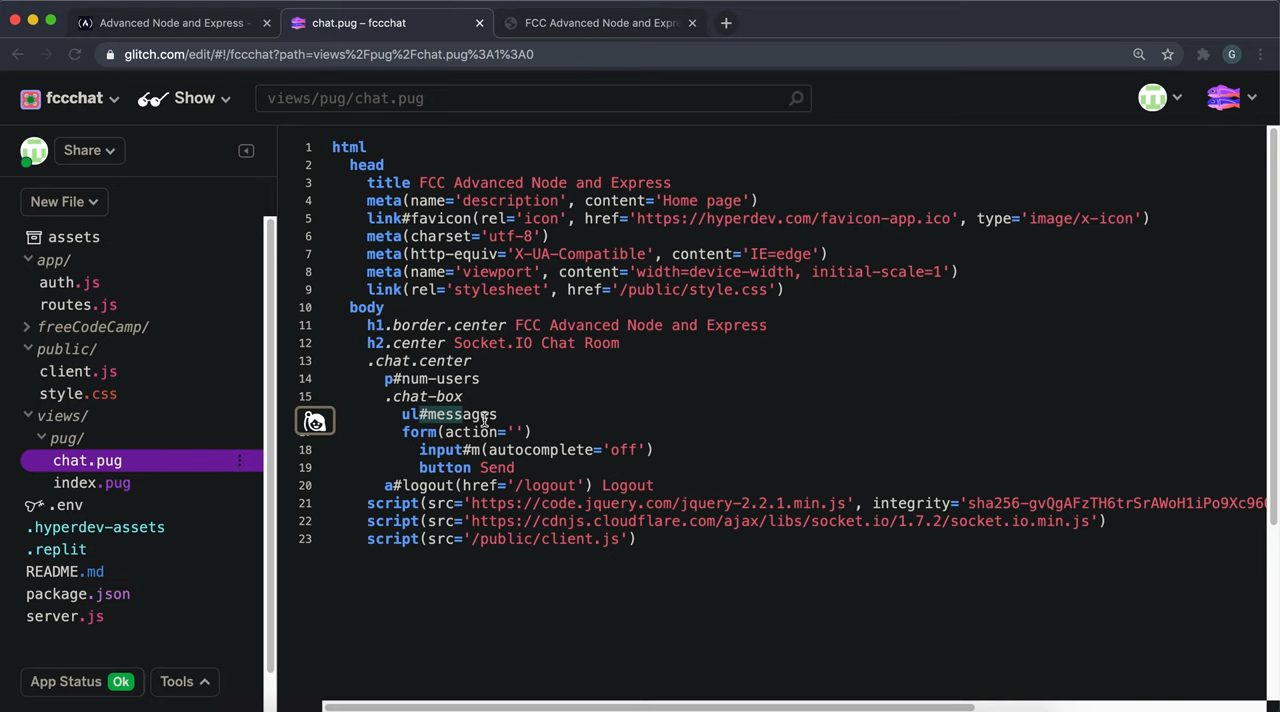 Advanced Node and Express –
chat.pug – fccchat
FCC Advanced Node and Expr
glitch.com/edit/#!/fccchat?path=views%2Fpug%2Fchat.pug%3A1%3A0
G
fccchat
Show
views/pug/chat.pug
Share
New File
assets
app/
auth.js
routes.js
freeCodeCamp/
public/
client.js
style.css
views/
pug/
chat.pug
index.pug
.env
.hyperdev-assets
.replit
README.md
package.json
server.js
App Status Ok
Tools
1 html
2 head
3 title FCC Advanced Node and Express
4 meta(name='description', content='Home page')
5 link#favicon(rel='icon', href='https://hyperdev.com/favicon-app.ico', type='image/x-icon')
6 meta(charset='utf-8')
7 meta(http-equiv='X-UA-Compatible', content='IE=edge')
8 meta(name='viewport', content='width=device-width, initial-scale=1')
9 link(rel='stylesheet', href='/public/style.css')
10 body
11 h1.border.center FCC Advanced Node and Express
12 h2.center Socket.IO Chat Room
13 .chat.center
14 p#num-users
15 .chat-box
ul#messages
form(action='')
18 input#m(autocomplete='off')
19 button Send
20 a#logout(href='/logout') Logout
21 script(src='https://code.jquery.com/jquery-2.2.1.min.js', integrity='sha256-gvQgAFzTH6trSrAWoH1iPo9Xc96
22 script(src='https://cdnjs.cloudflare.com/ajax/libs/socket.io/1.7.2/socket.io.min.js')
23 script(src='/public/client.js')